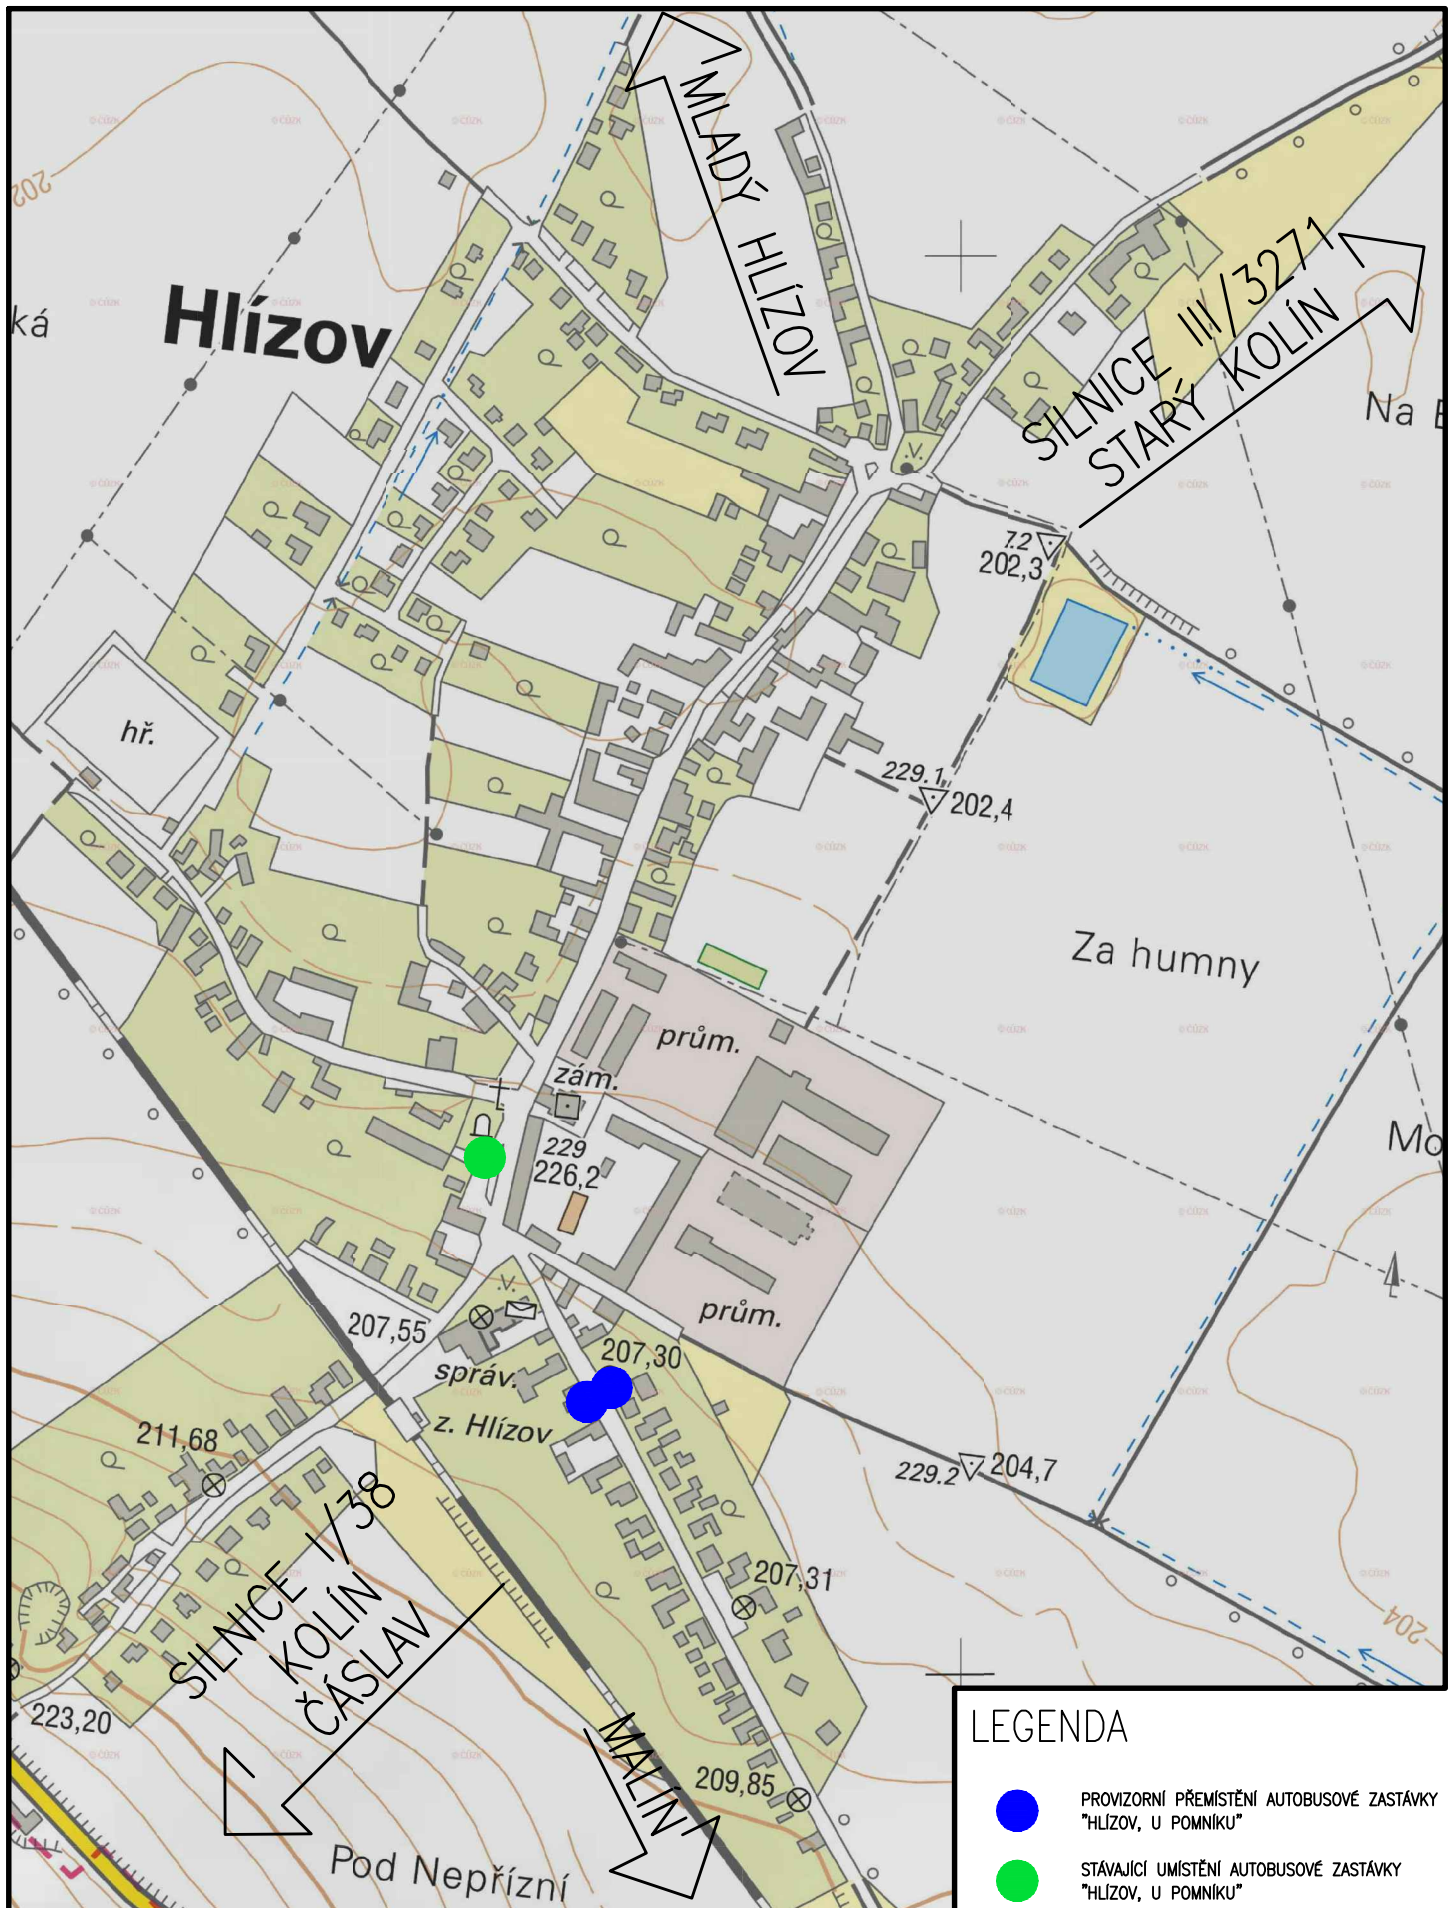 MLADÝ HLÍZOV
202
Hlízov
ká
SILNICE III/3271
STARÝ KOLÍN
Na
7.2
202,3
hř.
229.1
202,4
Za humny
prům.
zám.
229
226,2
Mo
207,55
prům.
207,30
správ.
z. Hlízov
211,68
229.2
204,7
SILNICE I/38
KOLÍN
ČÁSLAV
207,31
204
223,20
MALÍN
209,85
Pod Nepřízní
LEGENDA
PROVIZORNÍ PŘEMÍSTĚNÍ AUTOBUSOVÉ ZASTÁVKY
"HLÍZOV, U POMNÍKU"
STÁVAJÍCÍ UMÍSTĚNÍ AUTOBUSOVÉ ZASTÁVKY
"HLÍZOV, U POMNÍKU"